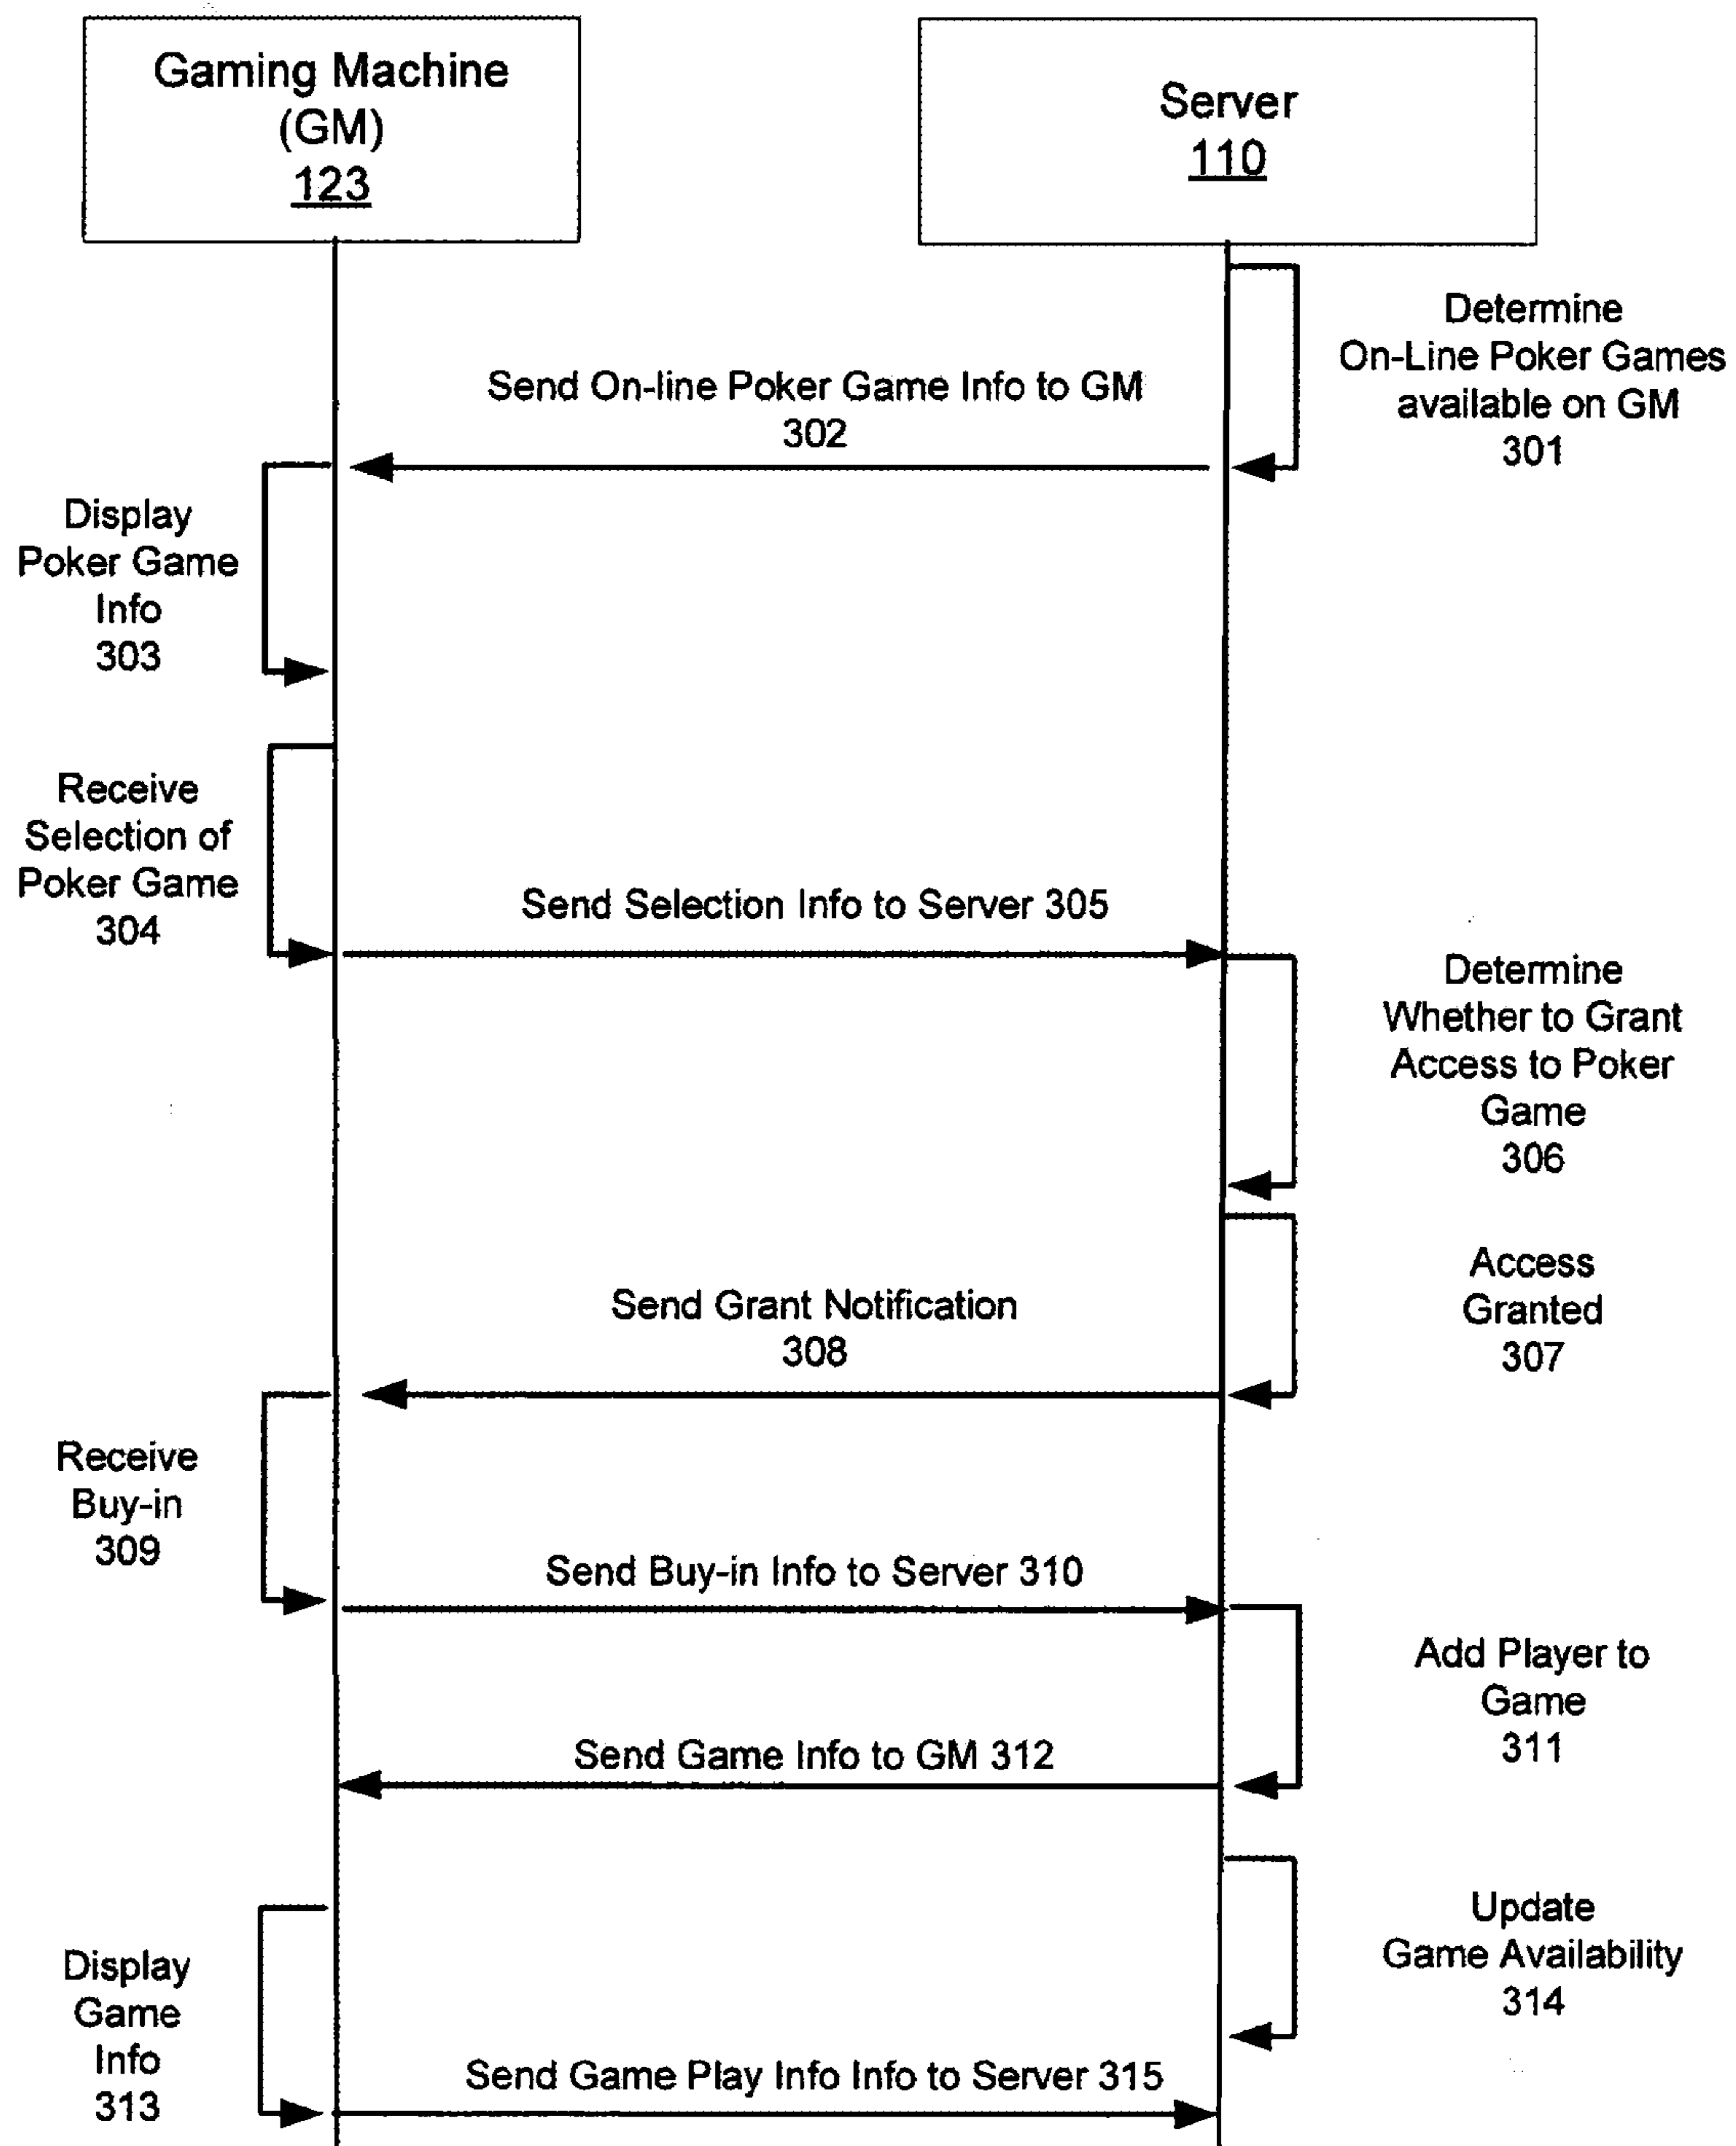 Gaming Machine
(GM)
123
Server
110
Determine
On-Line Poker Games
available on GM
301
Send On-line Poker Game Info to GM
302
Display
Poker Game
Info
303
Receive
Selection of
Poker Game
304
Send Selection Info to Server 305
Determine
Whether to Grant
Access to Poker
Game
306
Access
Granted
307
Send Grant Notification
308
Receive
Buy-in
309
Send Buy-in Info to Server 310
Add Player to
Game
311
Send Game Info to GM 312
Update
Game Availability
314
Display
Game
Info
313
Send Game Play Info Info to Server 315